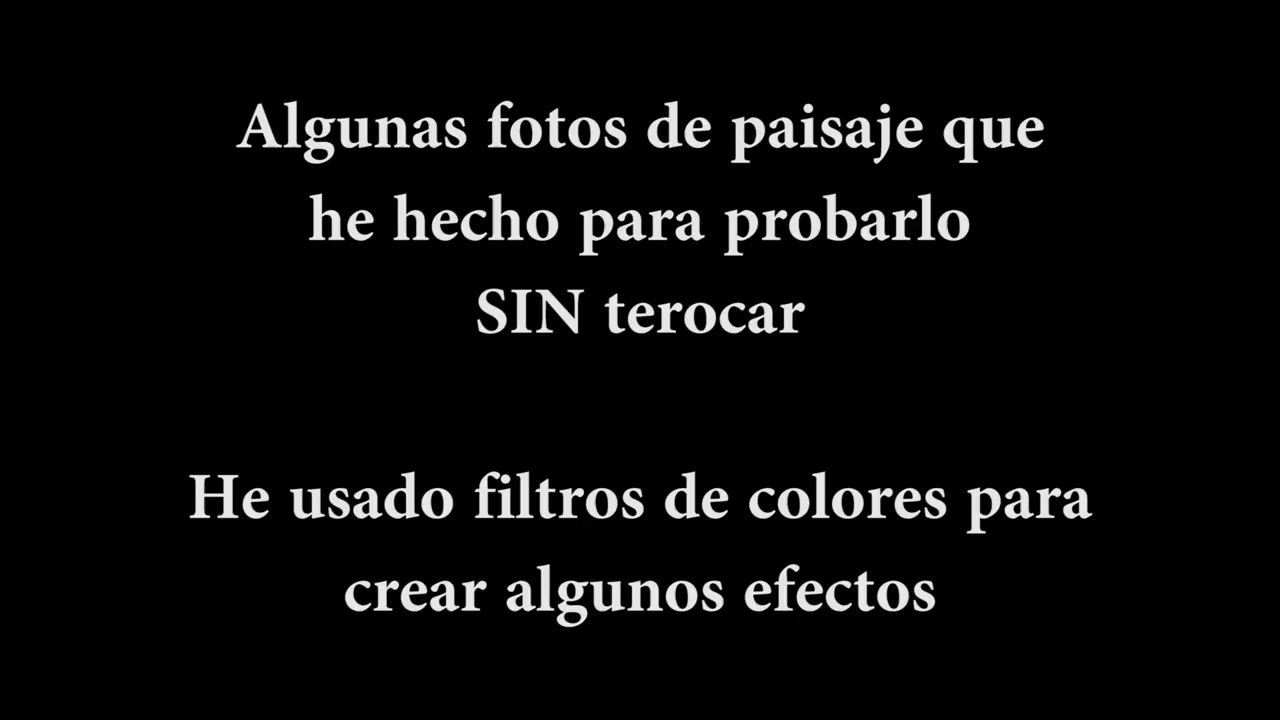 Algunas fotos de paisaje que
he hecho para probarlo
SIN terocar
He usado filtros de colores para
crear algunos efectos